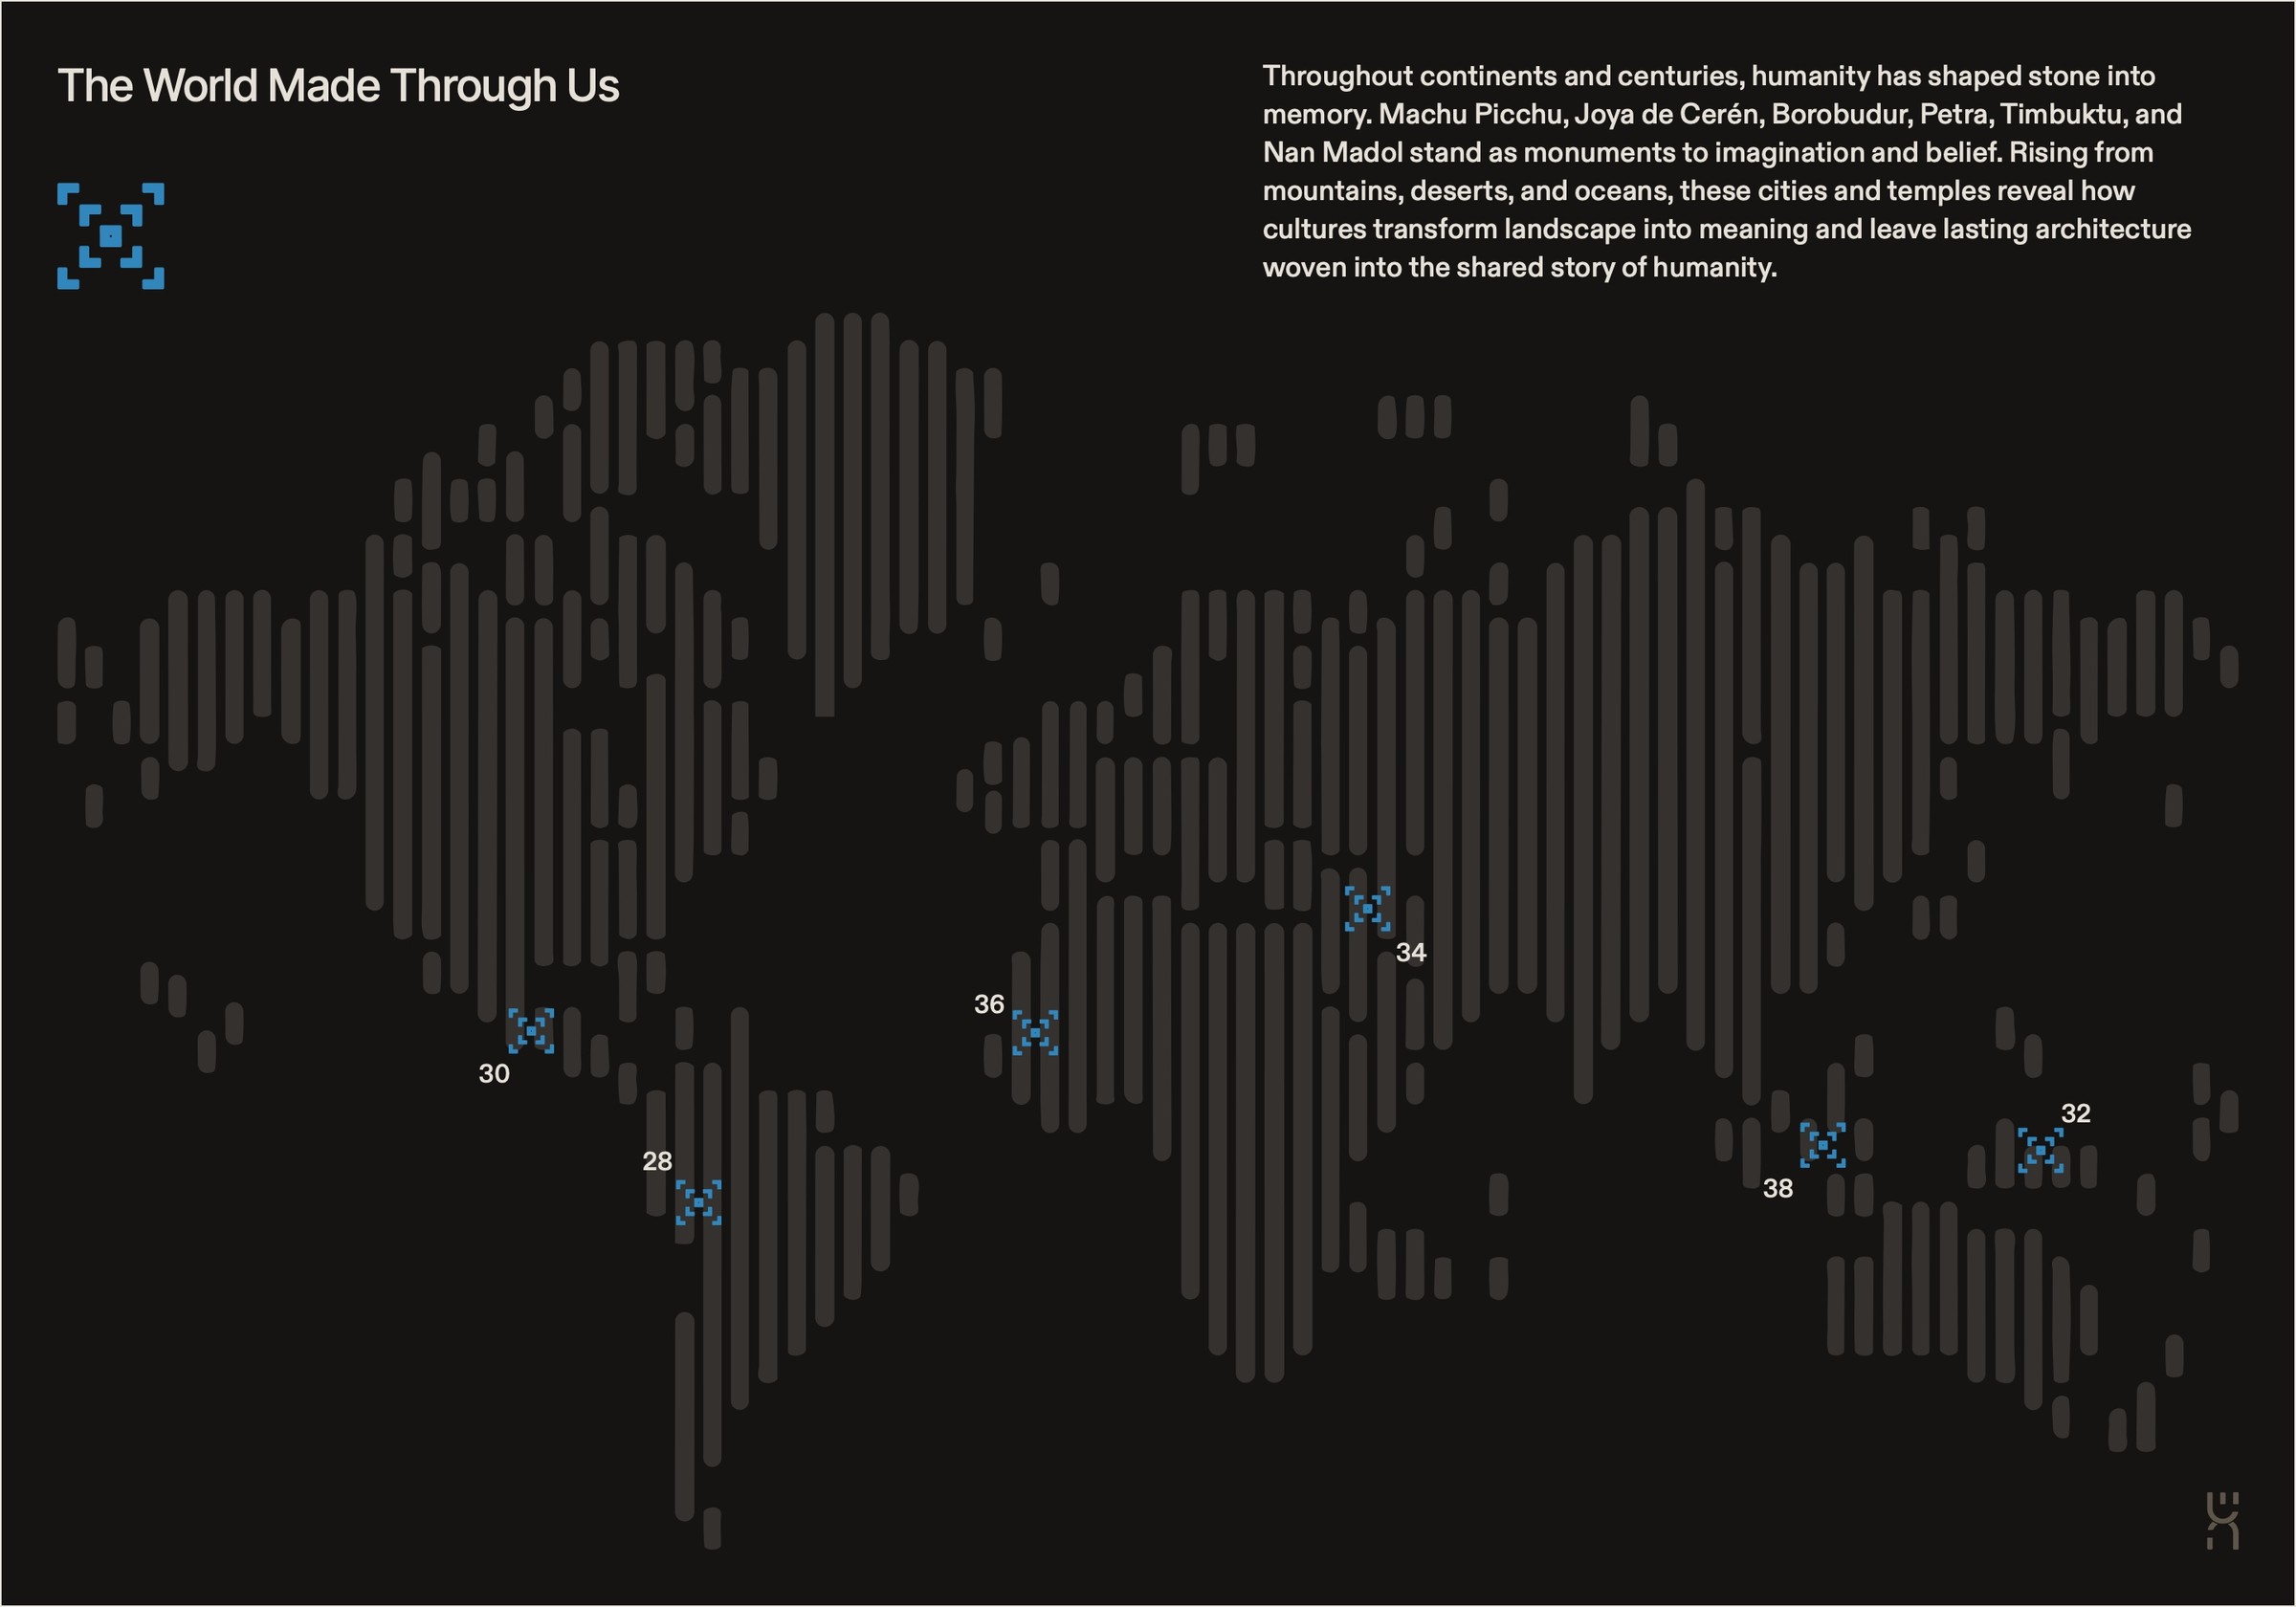 The World Made Through Us
Throughout continents and centuries, humanity has shaped stone into
memory. Machu Picchu, Joya de Cerén, Borobudur, Petra, Timbuktu, and
Nan Madol stand as monuments to imagination and belief. Rising from
mountains, deserts, and oceans, these cities and temples reveal how
cultures transform landscape into meaning and leave lasting architecture
woven into the shared story of humanity.
34
36
30
32
28
38